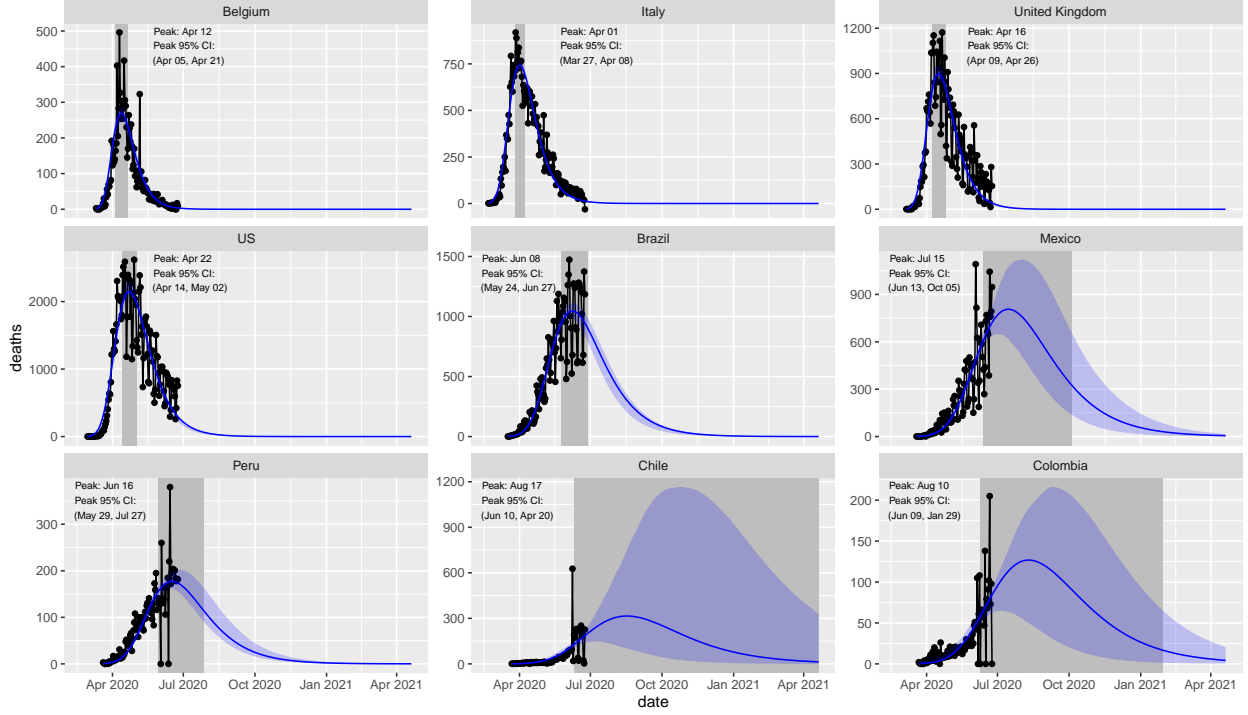 Belgium
Peak: Apr 12
Peak 95% CI:
(Apr 05, Apr 21)
500
400
300
200
100
0
Italy
Peak: Apr 01
Peak 95% CI:
(Mar 27, Apr 08)
750
500
250
0
United Kingdom
Peak: Apr 16
Peak 95% CI:
(Apr 09, Apr 26)
1200
900
600
300
0
US
Peak: Apr 22
Peak 95% CI:
(Apr 14, May 02)
2000
1000
0
Brazil
Peak: Jun 08
Peak 95% CI:
(May 24, Jun 27)
1500
1000
500
0
Mexico
Peak: Jul 15
Peak 95% CI:
(Jun 13, Oct 05)
900
600
300
0
deaths
Peru
Peak: Jun 16
Peak 95% CI:
(May 29, Jul 27)
300
200
100
0
Apr 2020 Jul 2020 Oct 2020 Jan 2021 Apr 2021
Chile
Peak: Aug 17
Peak 95% CI:
(Jun 10, Apr 20)
1200
900
600
300
0
Apr 2020 Jul 2020 Oct 2020 Jan 2021 Apr 2021
Colombia
Peak: Aug 10
Peak 95% CI:
(Jun 09, Jan 29)
200
150
100
50
0
Apr 2020 Jul 2020 Oct 2020 Jan 2021 Apr 2021
date